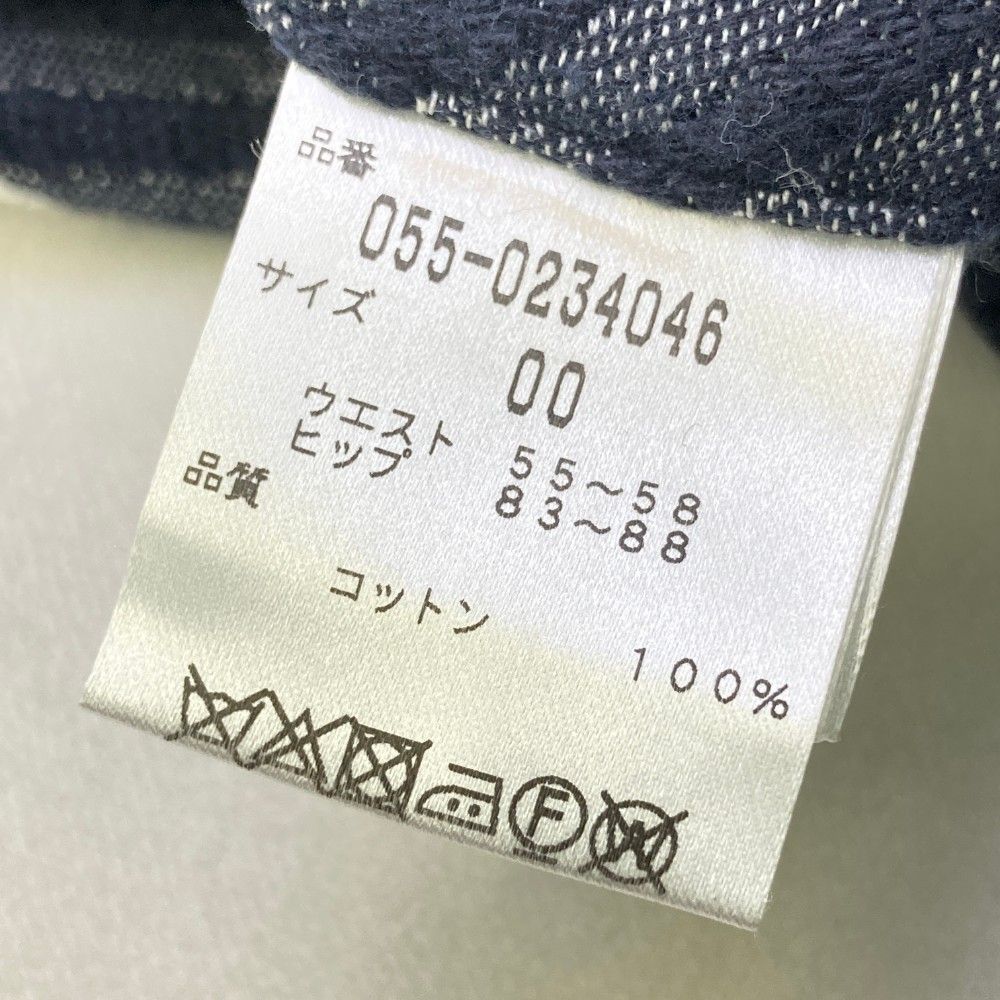 品番
055-0234046
サイズ
00
ウエスト 55～58
ヒップ 83～88
品質
コットン 100%
F
W